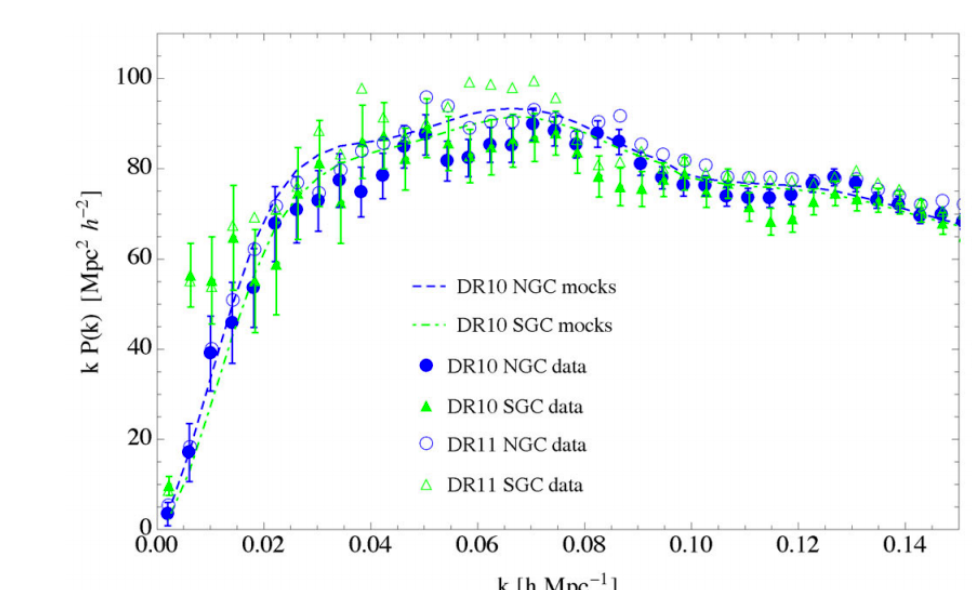 100
80
60
40
20
0
k P(k) [Mpc² h⁻²]
DR10 NGC mocks
DR10 SGC mocks
DR10 NGC data
DR10 SGC data
DR11 NGC data
DR11 SGC data
0.00 0.02 0.04 0.06 0.08 0.10 0.12 0.14
k [h Mpc⁻¹]